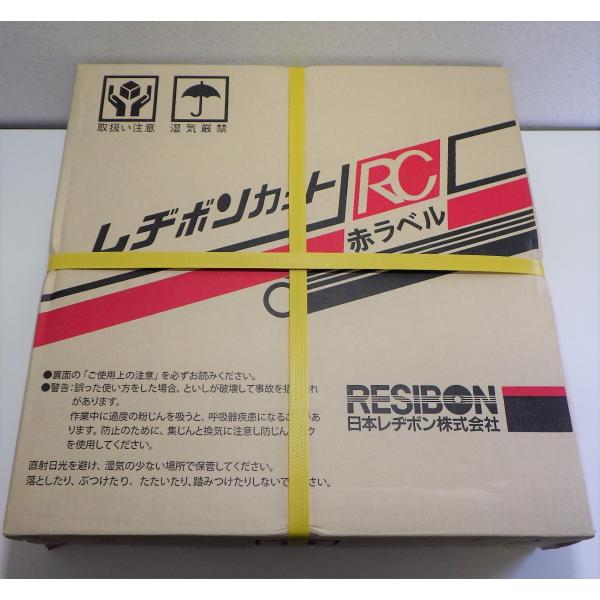 取扱い注意
湿気厳禁
レヂボンカット
RC
赤ラベル
●裏面の「ご使用上の注意」を必ずお読みください。
●警告:誤った使い方をした場合、といしが破壊して事故を招 れ
があります。
作業中に過度の粉じんを吸うと、呼吸器疾患になるこ があ
ります。防止のために、集じんと換気に注意し防じん ク
を使用してください。
直射日光を避け、湿気の少ない場所で保管してください。
落としたり、ぶつけたり、たたいたり、踏みつけたりしないで さい。
RESIBON
日本レヂボン株式会社